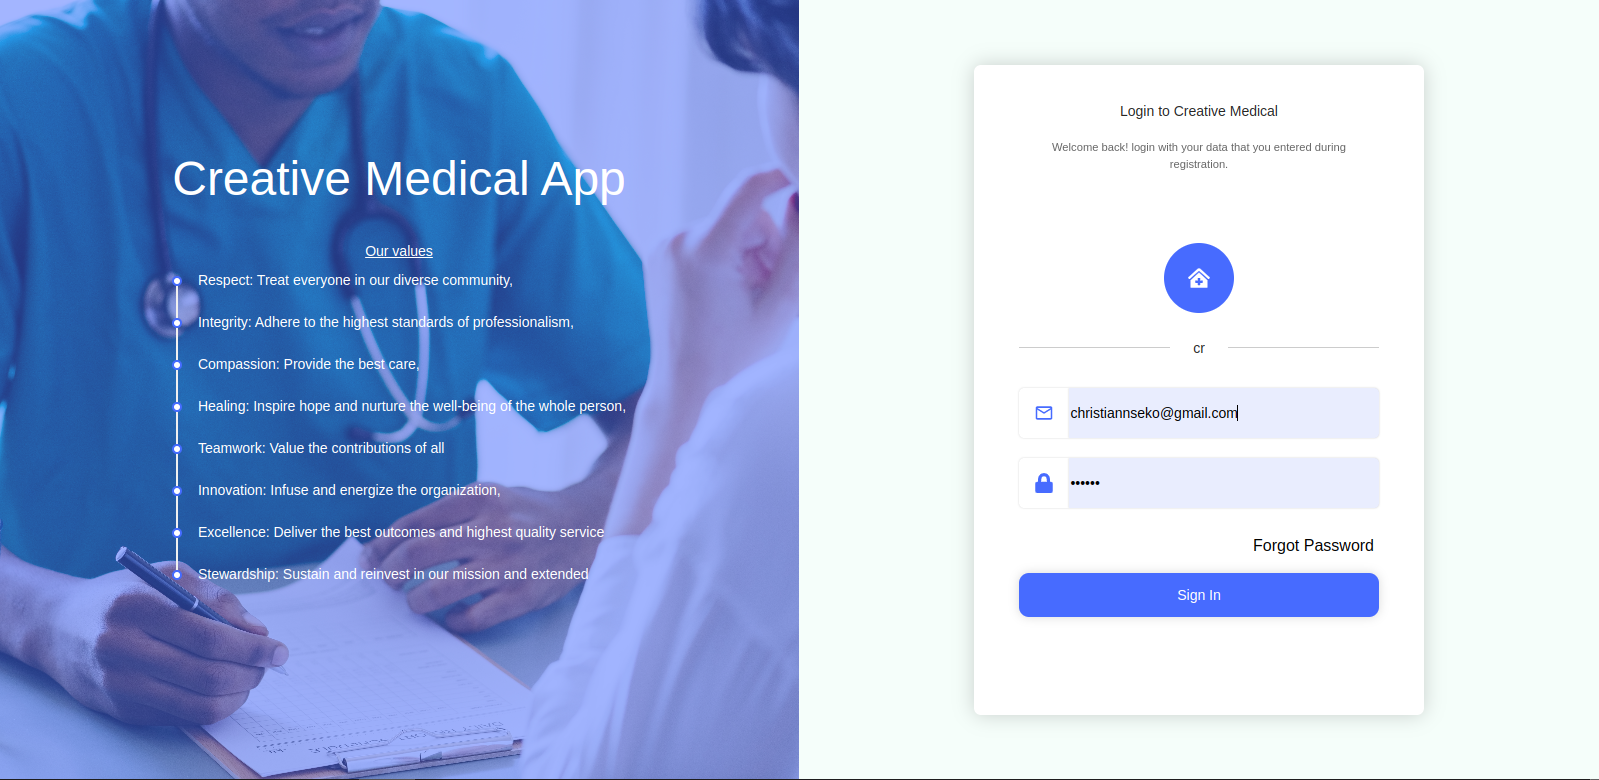 Creative Medical App
Our values
Respect: Treat everyone in our diverse community,
Integrity: Adhere to the highest standards of professionalism,
Compassion: Provide the best care,
Healing: Inspire hope and nurture the well-being of the whole person,
Teamwork: Value the contributions of all
Innovation: Infuse and energize the organization,
Excellence: Deliver the best outcomes and highest quality service
Stewardship: Sustain and reinvest in our mission and extended
Login to Creative Medical
Welcome back! login with your data that you entered during
registration.
cr
christiannseko@gmail.com
••••••
Forgot Password
Sign In